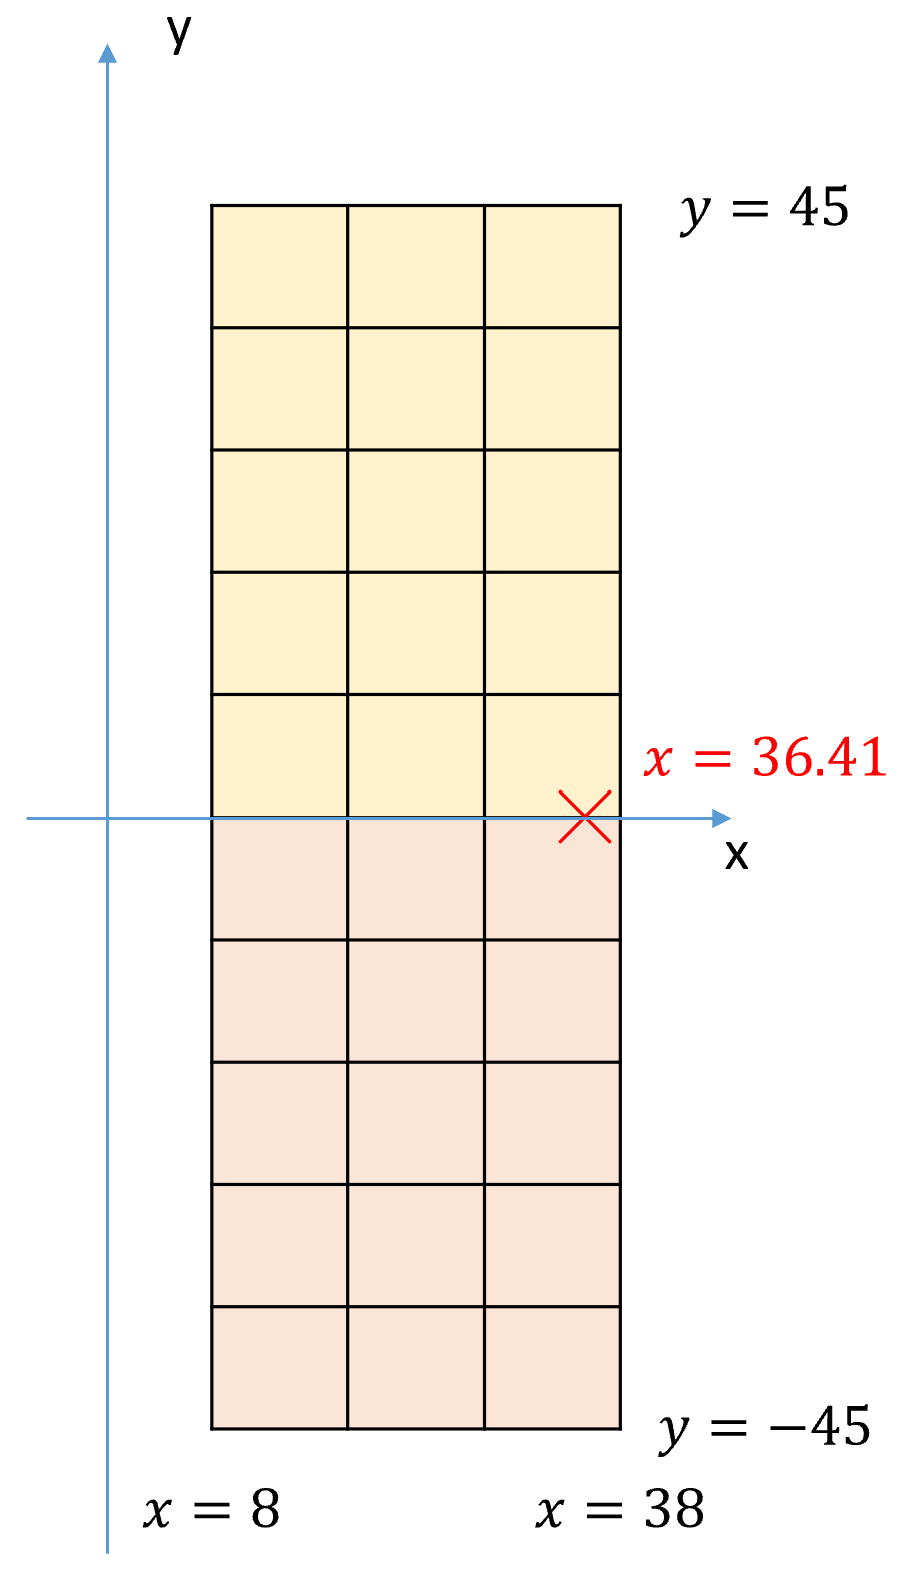 y
y = 45
x = 36.41
x
y = −45
x = 8
x = 38